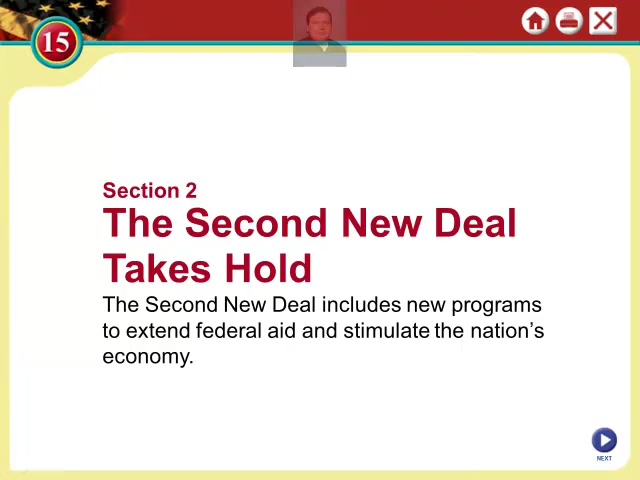 15
Section 2
The Second New Deal
Takes Hold
The Second New Deal includes new programs
to extend federal aid and stimulate the nation’s
economy.
NEXT